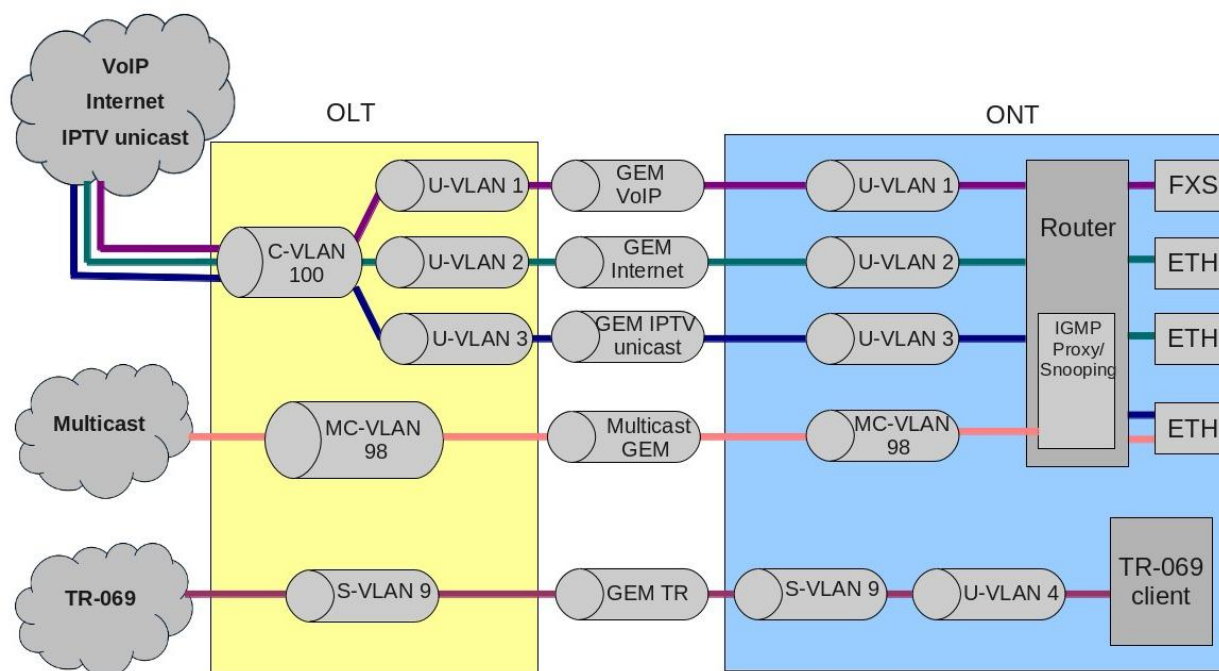 VoIP
Internet
IPTV unicast
OLT
ONT
C-VLAN
100
U-VLAN 1
GEM
VoIP
U-VLAN 1
Router
FXS
U-VLAN 2
GEM
Internet
U-VLAN 2
ETH
U-VLAN 3
GEM IPTV
unicast
U-VLAN 3
IGMP
Proxy/
Snooping
ETH
Multicast
MC-VLAN
98
Multicast
GEM
MC-VLAN
98
ETH
TR-069
S-VLAN 9
GEM TR
S-VLAN 9
U-VLAN 4
TR-069
client